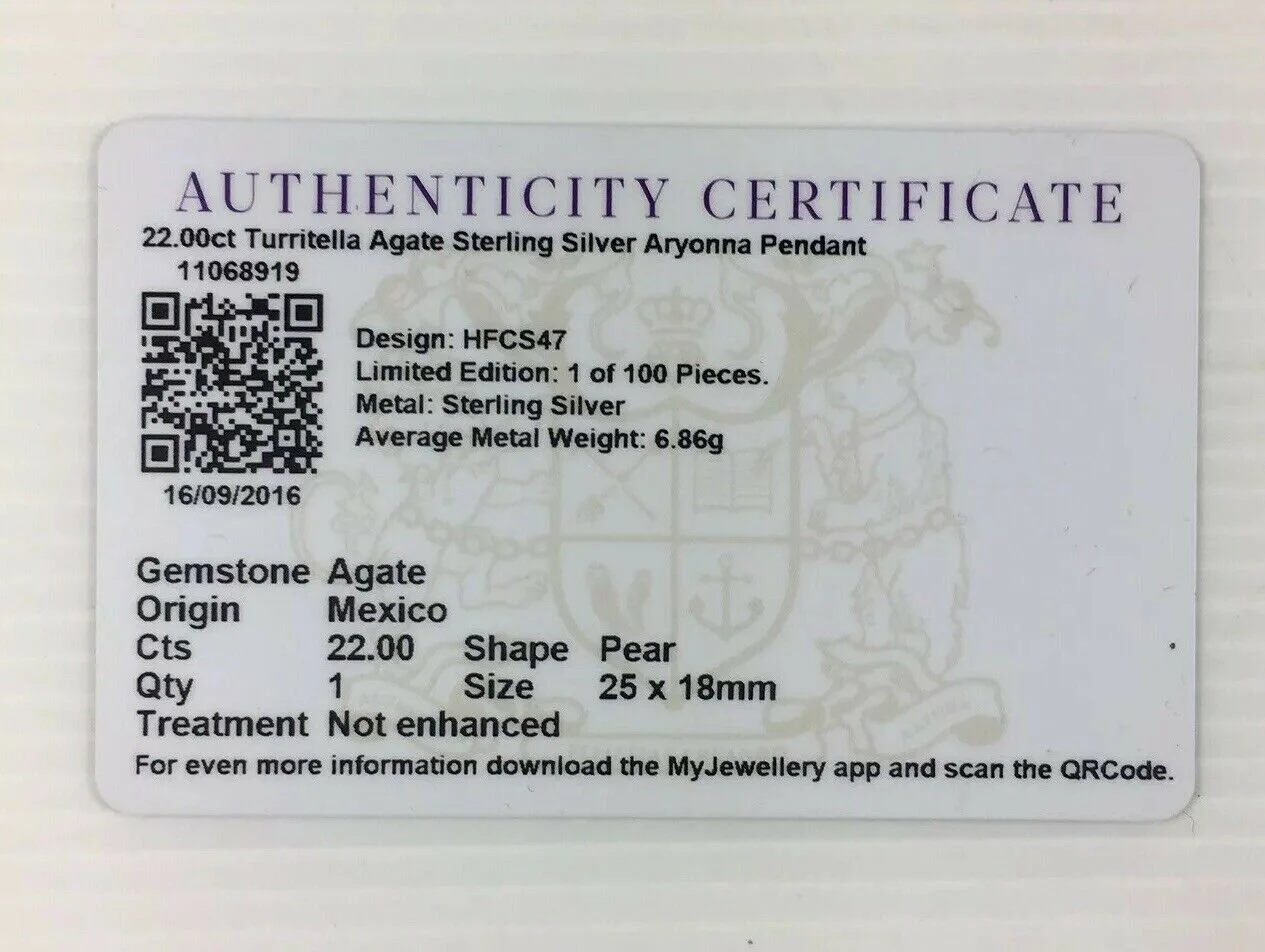 AUTHENTICITY CERTIFICATE
22.00ct Turritella Agate Sterling Silver Aryonna Pendant
11068919
Design: HFCS47
Limited Edition: 1 of 100 Pieces.
Metal: Sterling Silver
Average Metal Weight: 6.86g
16/09/2016
Gemstone Agate
Origin Mexico
Cts 22.00 Shape Pear
Qty 1 Size 25 x 18mm
Treatment Not enhanced
For even more information download the MyJewellery app and scan the QRCode.